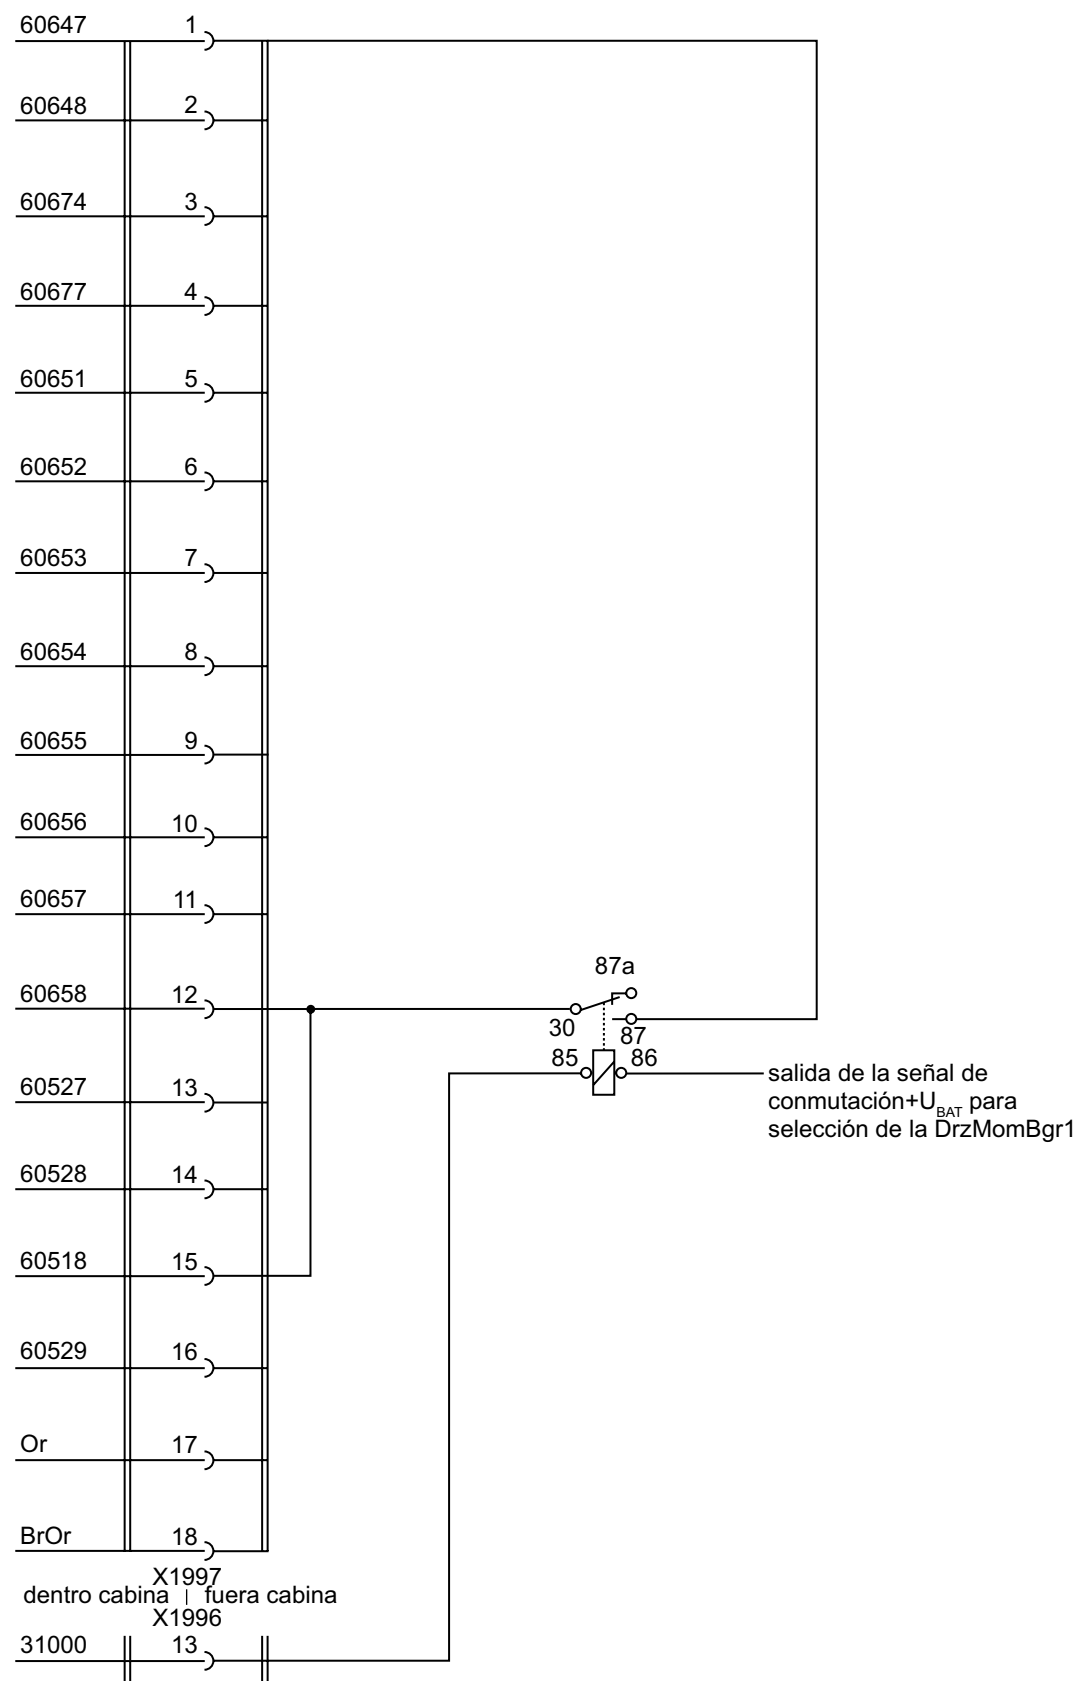 60647 1
60648 2
60674 3
60677 4
60651 5
60652 6
60653 7
60654 8
60655 9
60656 10
60657 11
87a
60658 12
30 87
85 86
salida de la señal de
conmutación+U_BAT para
selección de la DrzMomBgr1
60527 13
60528 14
60518 15
60529 16
Or 17
BrOr 18
X1997
dentro cabina | fuera cabina
X1996
31000 13